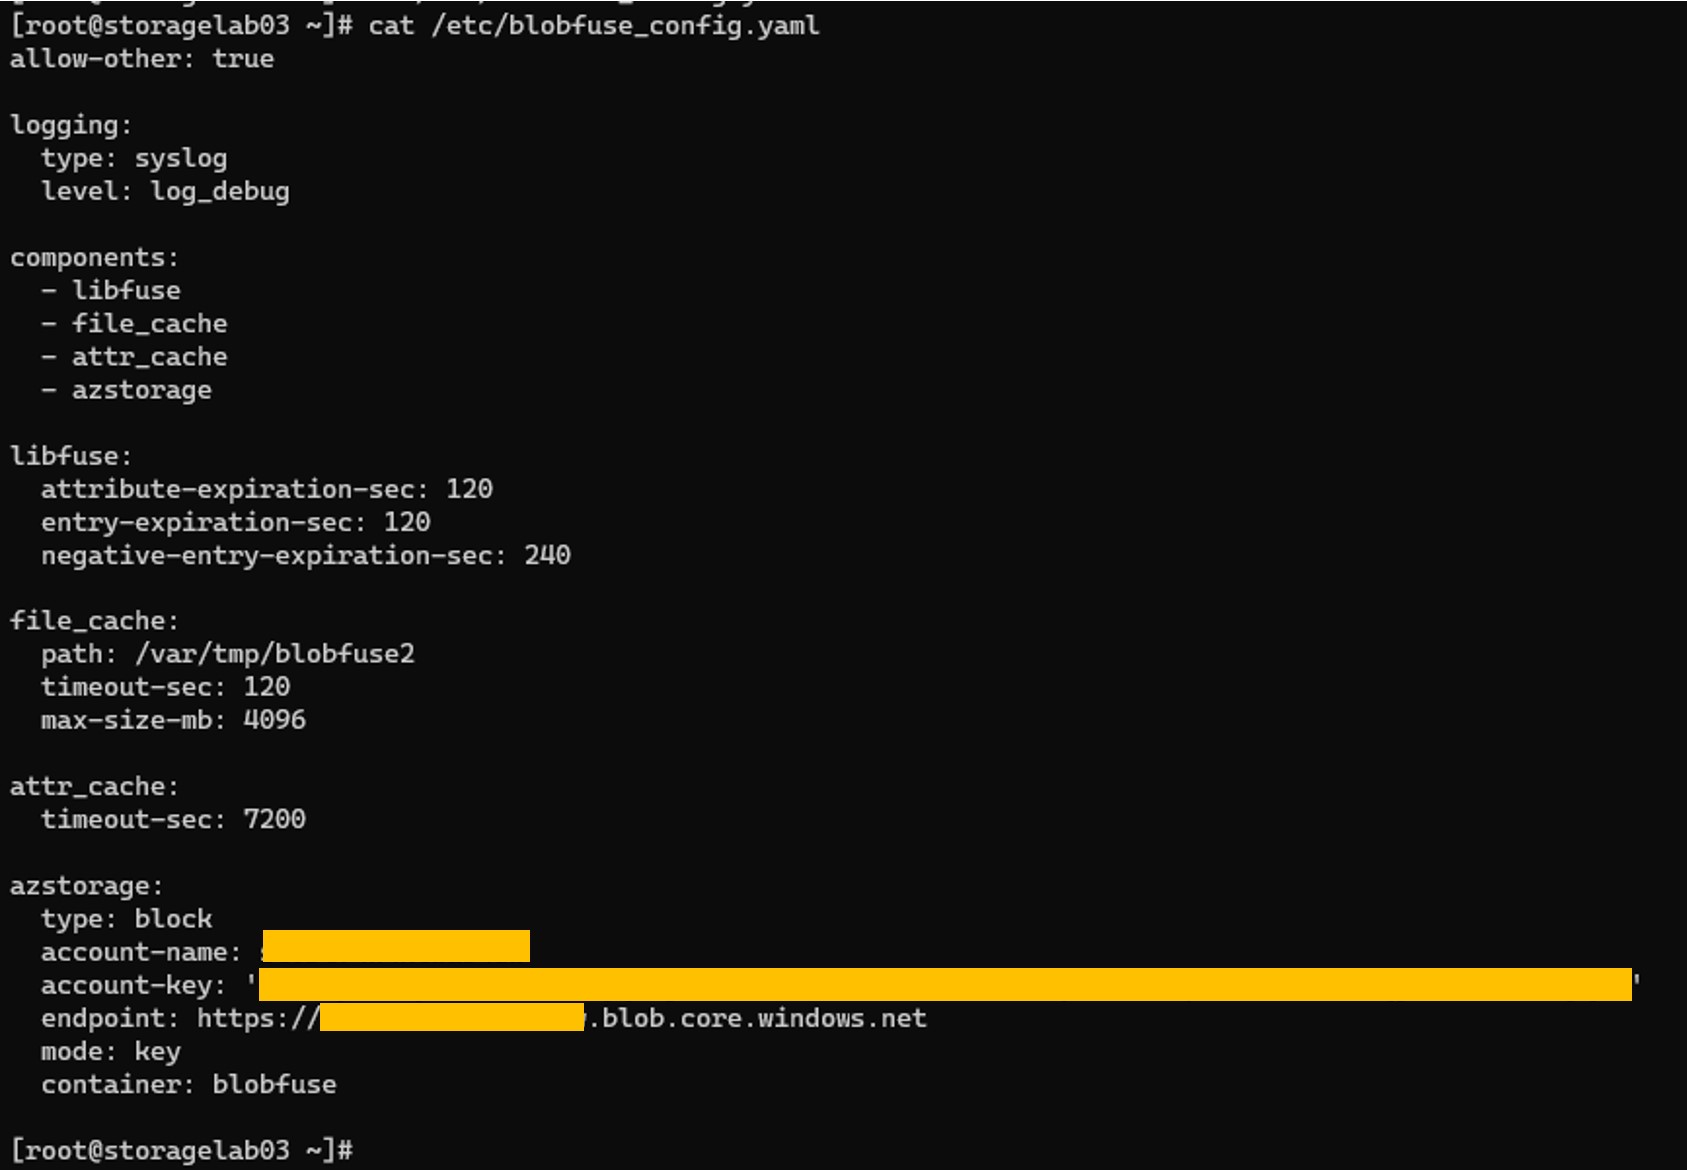 [root@storagelab03 ~]# cat /etc/blobfuse_config.yaml
allow-other: true
logging:
  type: syslog
  level: log_debug
components:
  - libfuse
  - file_cache
  - attr_cache
  - azstorage
libfuse:
  attribute-expiration-sec: 120
  entry-expiration-sec: 120
  negative-entry-expiration-sec: 240
file_cache:
  path: /var/tmp/blobfuse2
  timeout-sec: 120
  max-size-mb: 4096
attr_cache:
  timeout-sec: 7200
azstorage:
  type: block
  account-name:
  account-key: ' '
  endpoint: https:// .blob.core.windows.net
  mode: key
  container: blobfuse
[root@storagelab03 ~]#